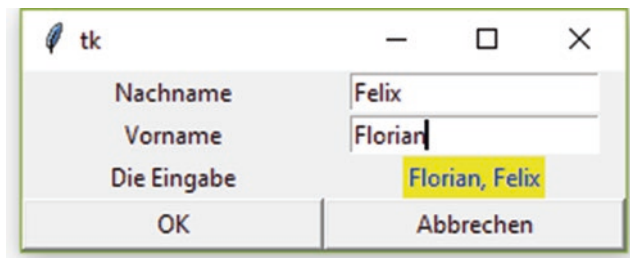 tk
Nachname Felix
Vorname Florian
Die Eingabe Florian, Felix
OK Abbrechen